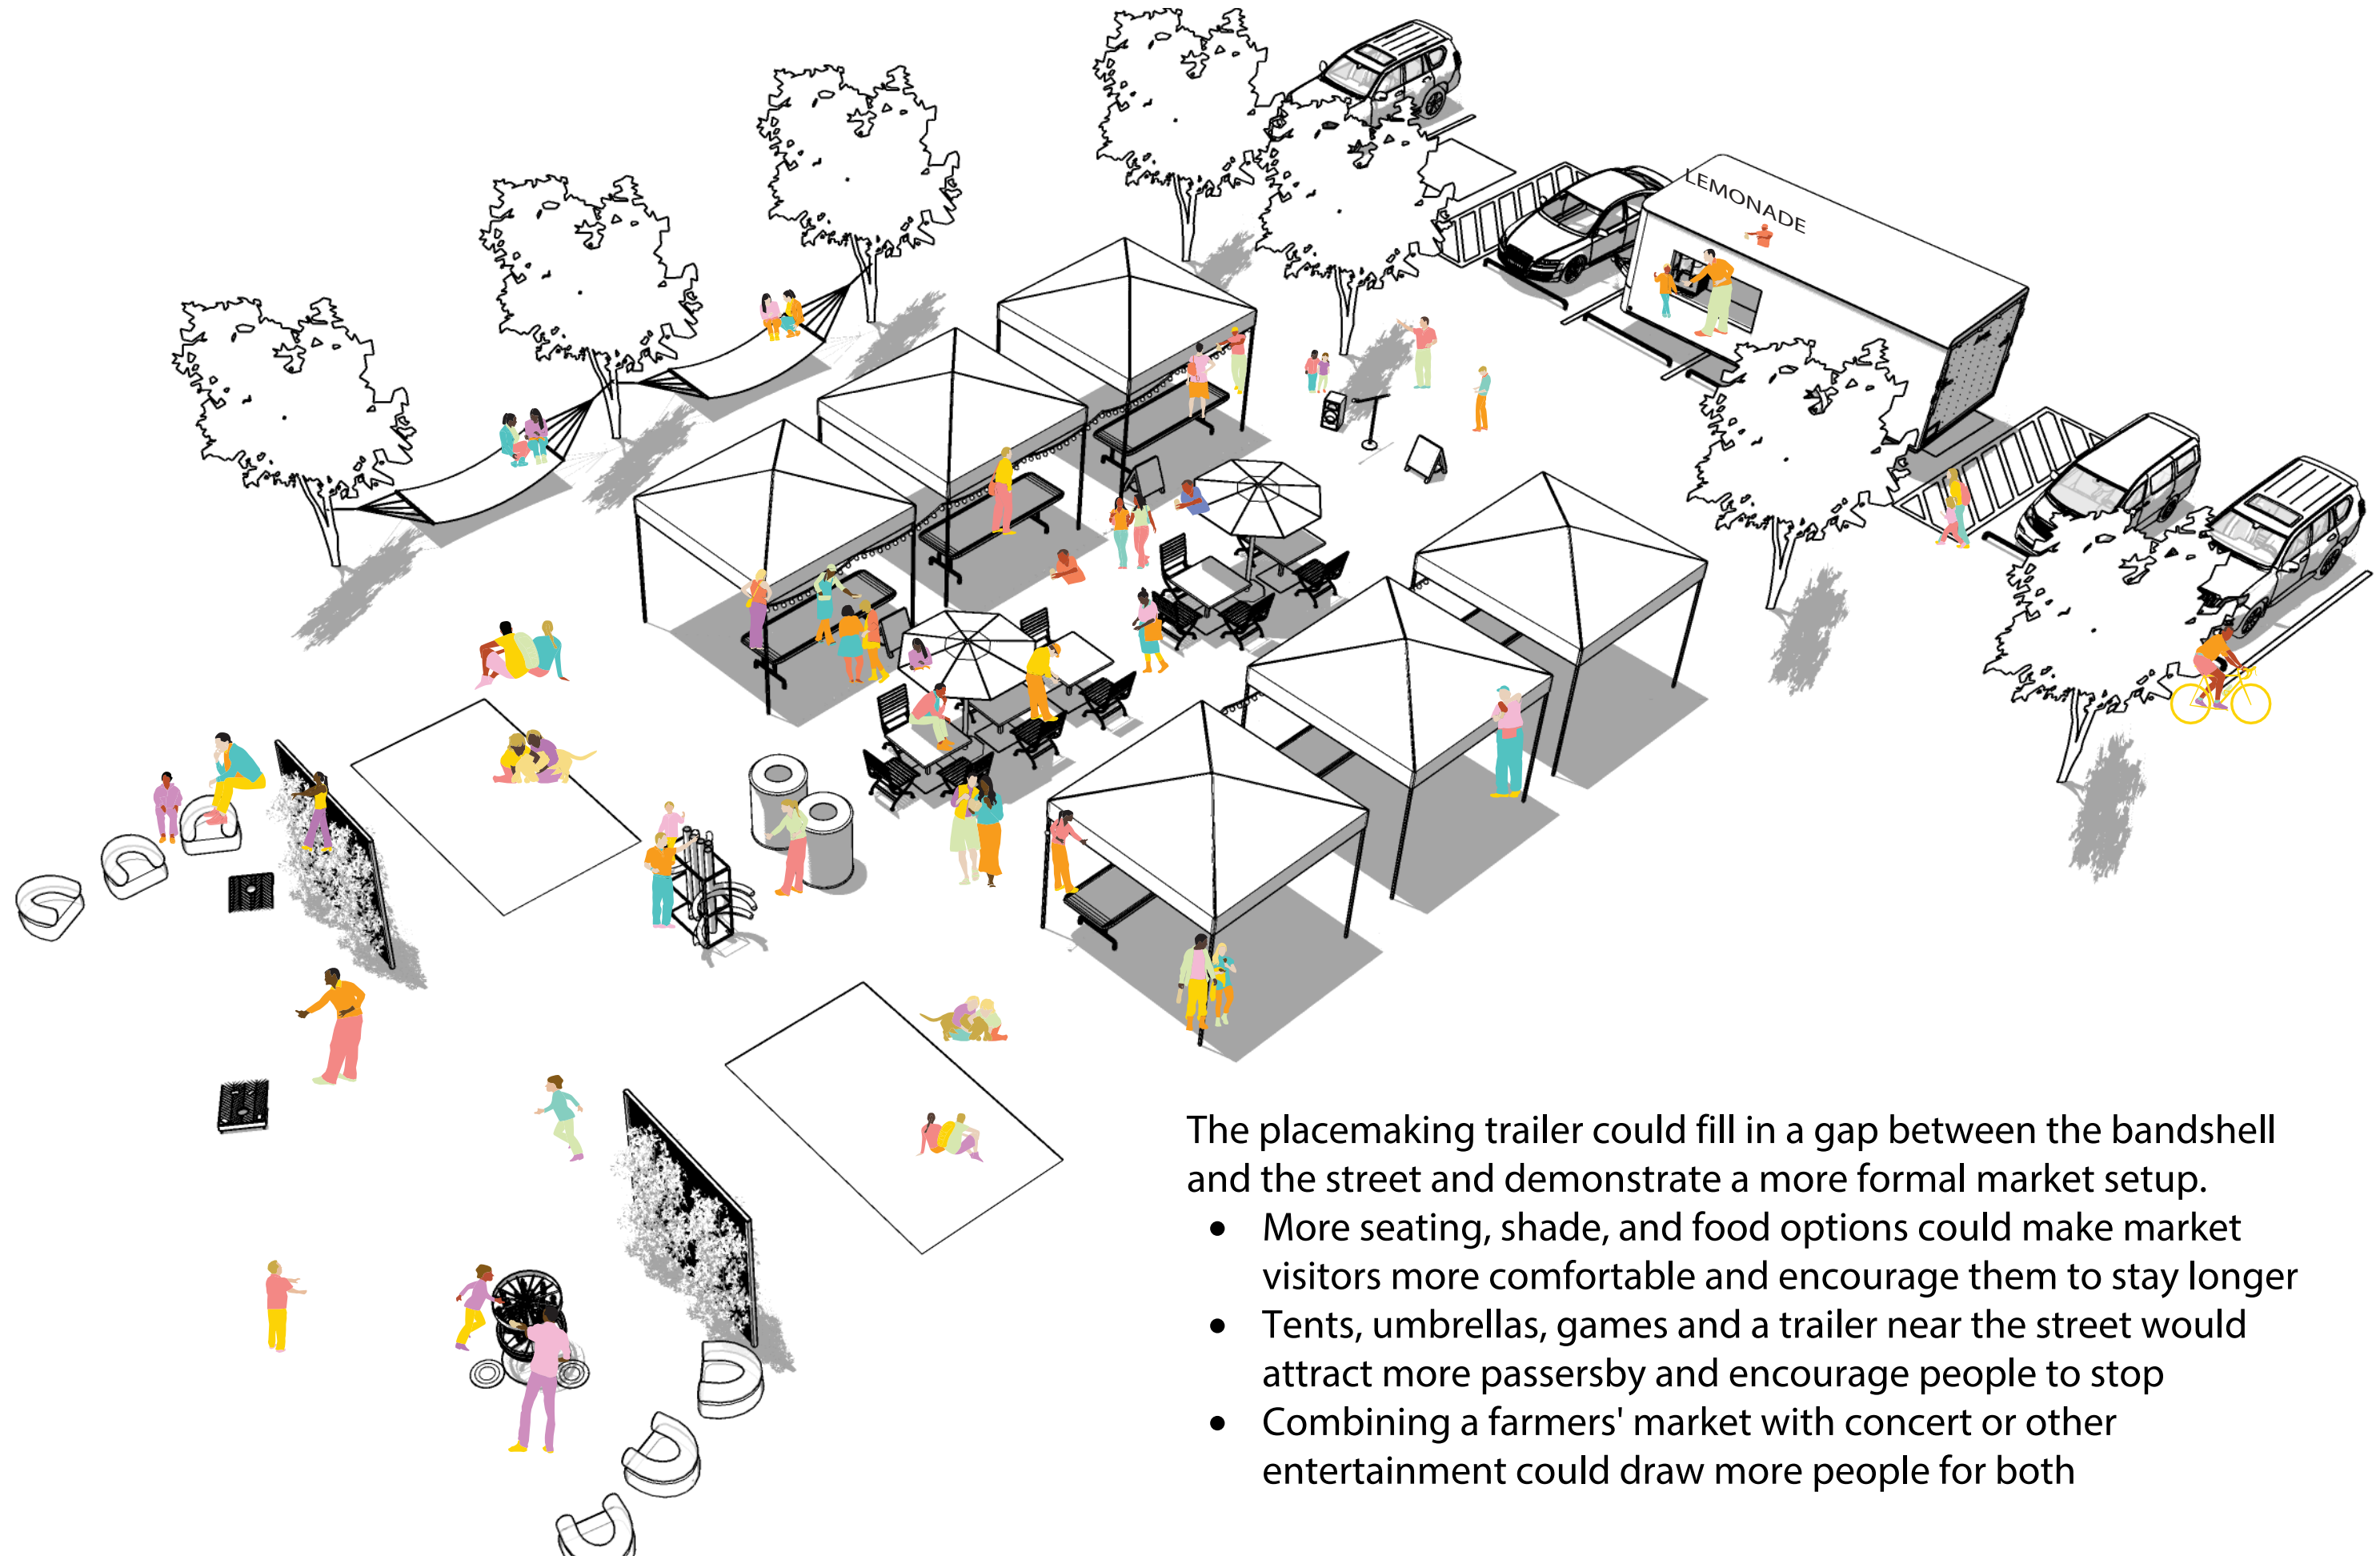 LEMONADE
The placemaking trailer could fill in a gap between the bandshell
and the street and demonstrate a more formal market setup.
• More seating, shade, and food options could make market
visitors more comfortable and encourage them to stay longer
• Tents, umbrellas, games and a trailer near the street would
attract more passersby and encourage people to stop
• Combining a farmers' market with concert or other
entertainment could draw more people for both